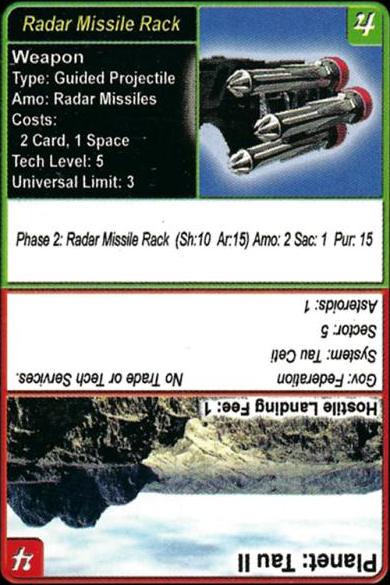 Radar Missile Rack
4
Weapon
Type: Guided Projectile
Amo: Radar Missiles
Costs:
2 Card, 1 Space
Tech Level: 5
Universal Limit: 3
Phase 2: Radar Missile Rack (Sh:10 Ar:15) Amo: 2 Sac: 1 Pur: 15
Planet: Tau II
4
Hostile Landing Fee: 1
Gov: Federation
No Trade or Tech Services.
System: Tau Ceti
Sector: 5
Asteroids: 1